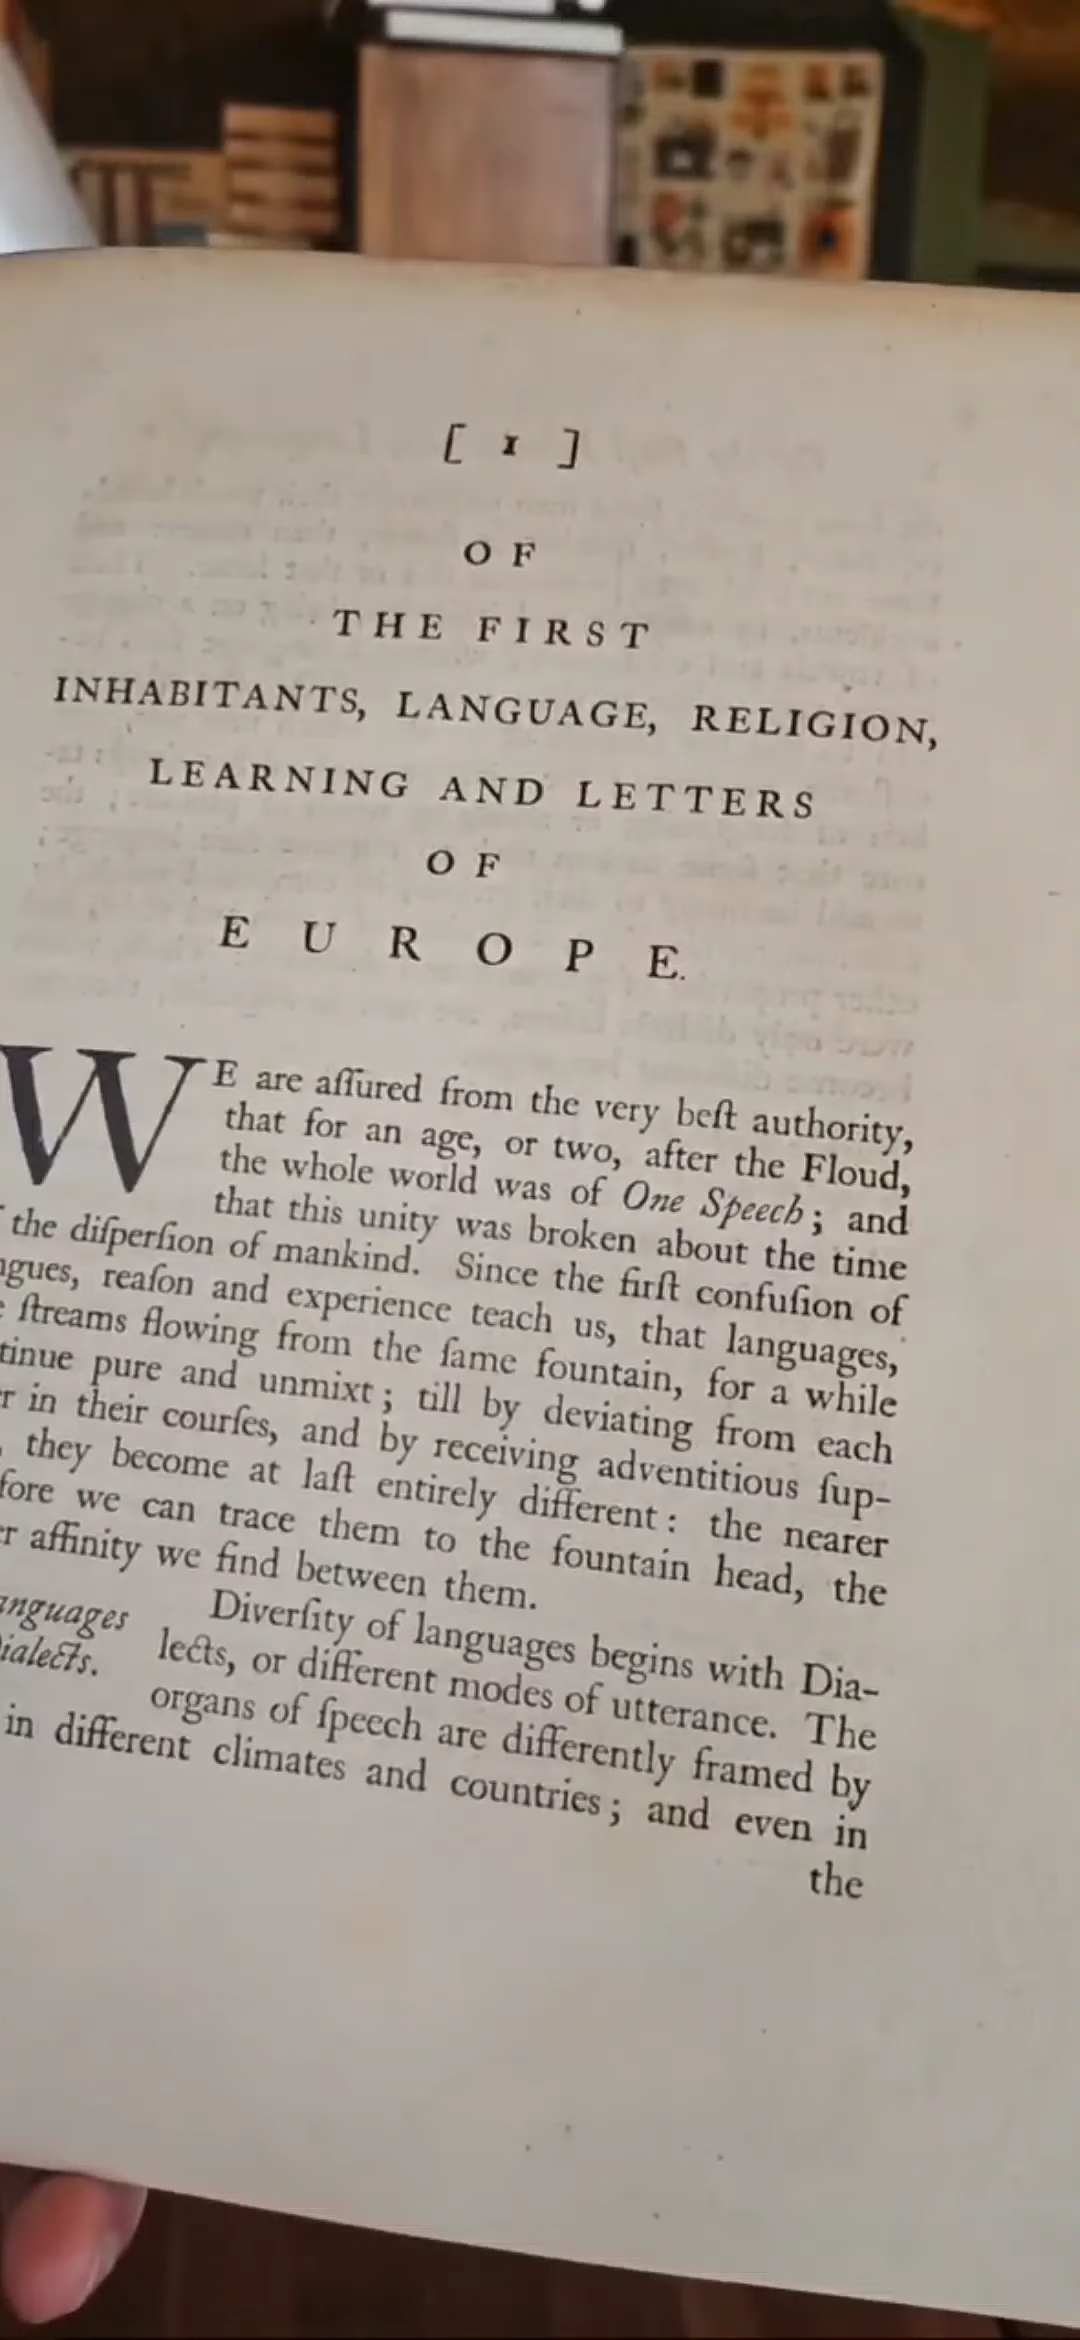 [ 1 ]
OF
THE FIRST
INHABITANTS, LANGUAGE, RELIGION,
LEARNING AND LETTERS
OF
EUROPE.
WE are aſſured from the very beſt authority,
that for an age, or two, after the Floud,
the whole world was of One Speech; and
that this unity was broken about the time
the diſperſion of mankind. Since the firſt confuſion of
ngues, reaſon and experience teach us, that languages,
ſtreams flowing from the ſame fountain, for a while
tinue pure and unmixt; till by deviating from each
r in their courſes, and by receiving adventitious ſup-
, they become at laſt entirely different: the nearer
fore we can trace them to the fountain head, the
r affinity we find between them.
anguages Diverſity of languages begins with Dia-
ialects. lects, or different modes of utterance. The
organs of ſpeech are differently framed by
in different climates and countries; and even in
the